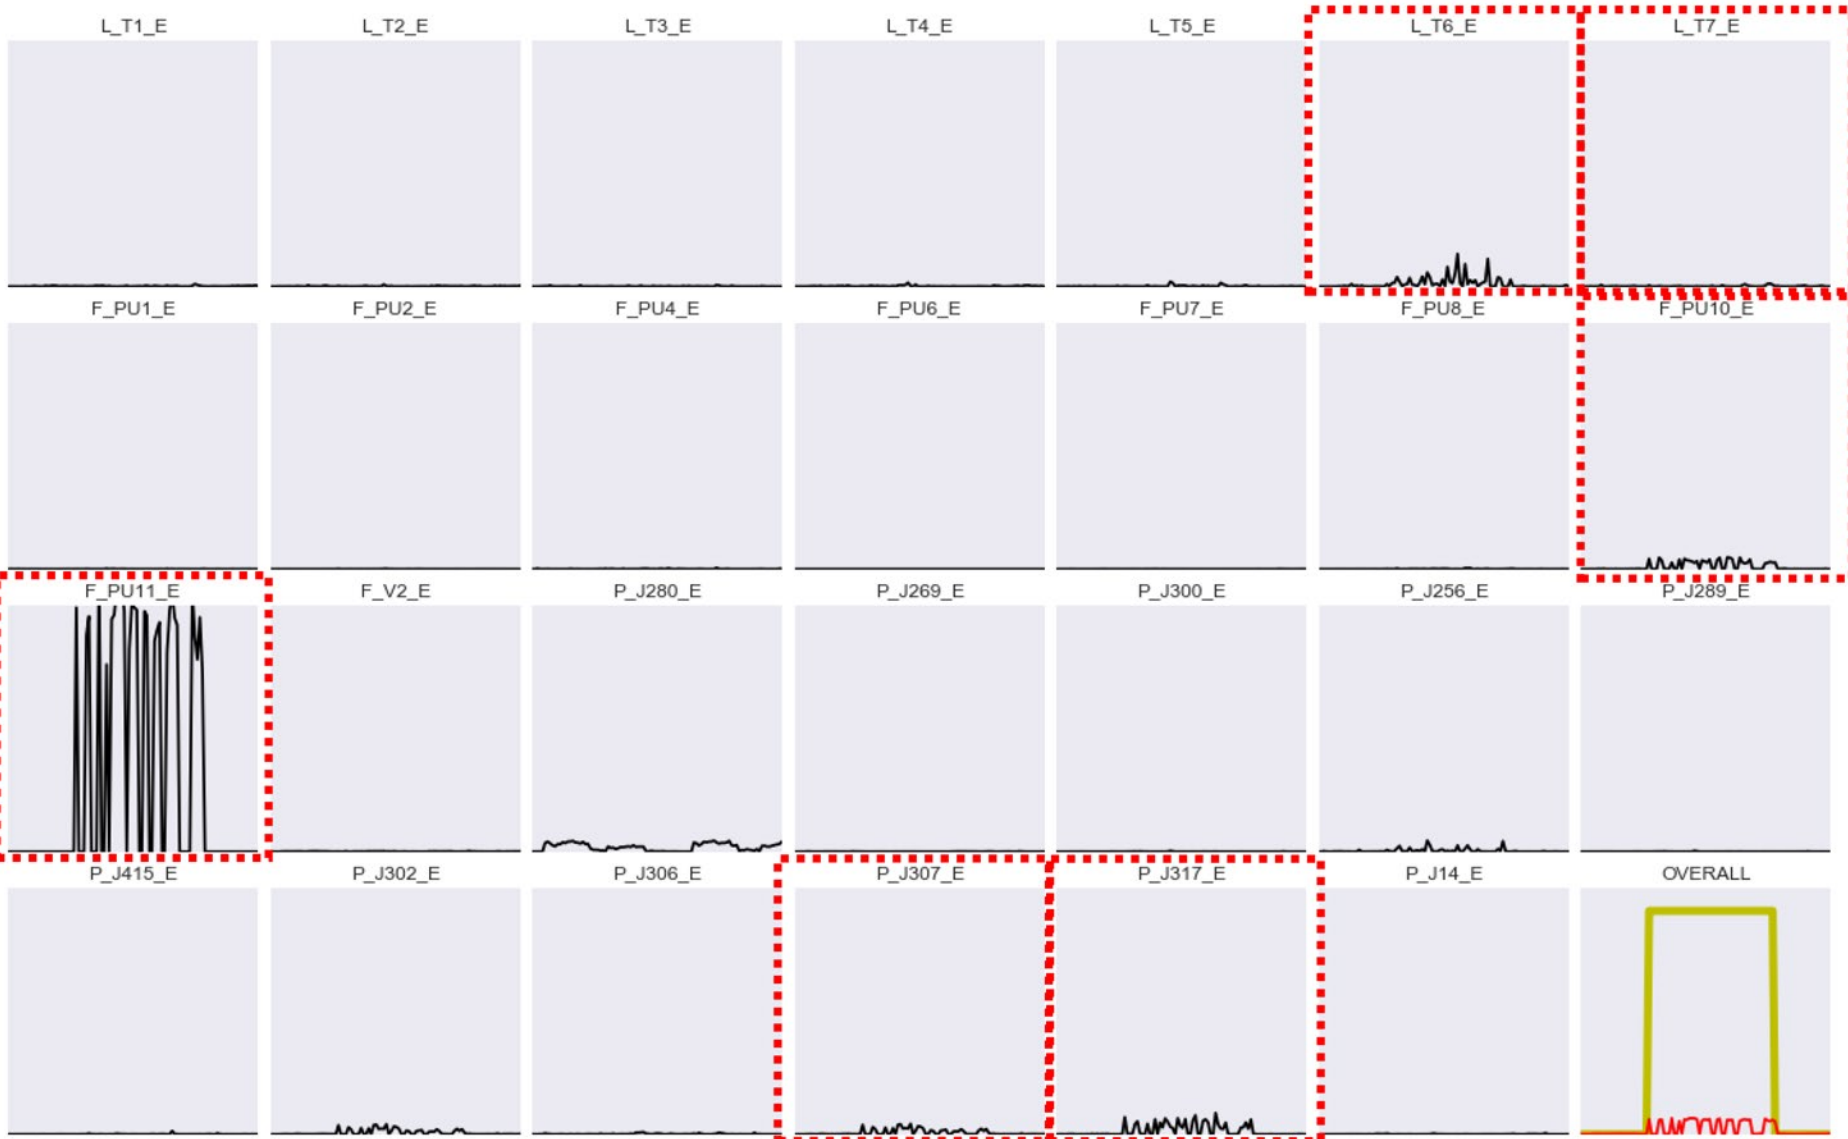 L_T1_E L_T2_E L_T3_E L_T4_E L_T5_E L_T6_E L_T7_E
F_PU1_E F_PU2_E F_PU4_E F_PU6_E F_PU7_E F_PU8_E F_PU10_E
F_PU11_E F_V2_E P_J280_E P_J269_E P_J300_E P_J256_E P_J289_E
P_J415_E P_J302_E P_J306_E P_J307_E P_J317_E P_J14_E OVERALL